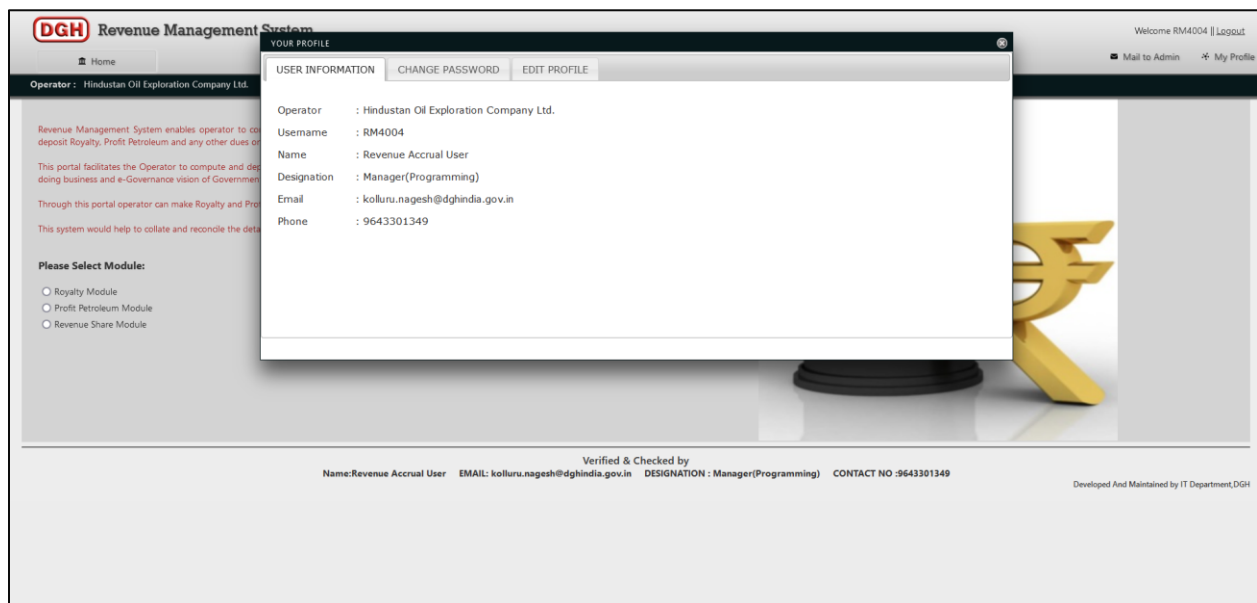 DGH Revenue Management System
Welcome RM4004 || Logout
Home
Mail to Admin My Profile
Operator : Hindustan Oil Exploration Company Ltd.
YOUR PROFILE
USER INFORMATION CHANGE PASSWORD EDIT PROFILE
Operator : Hindustan Oil Exploration Company Ltd.
Username : RM4004
Name : Revenue Accrual User
Designation : Manager(Programming)
Email : kolluru.nagesh@dghindia.gov.in
Phone : 9643301349
Revenue Management System enables operator to
deposit Royalty, Profit Petroleum and any other dues
This portal facilitates the Operator to compute and
doing business and e-Governance vision of
Through this portal operator can make Royalty and
This system would help to collate and reconcile the
Please Select Module:
Royalty Module
Profit Petroleum Module
Revenue Share Module
Verified & Checked by
Name:Revenue Accrual User EMAIL: kolluru.nagesh@dghindia.gov.in DESIGNATION : Manager(Programming) CONTACT NO :9643301349
Developed And Maintained by IT Department,DGH